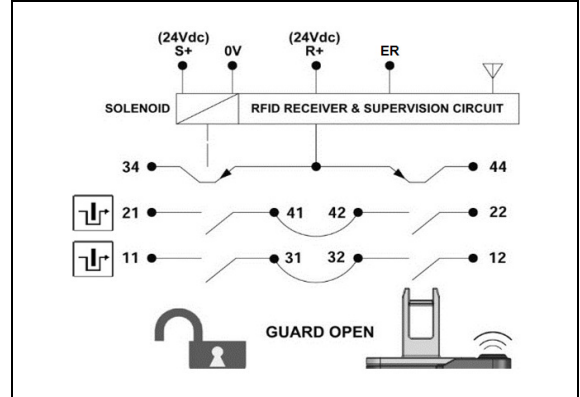 (24Vdc) (24Vdc)
S+ 0V R+ ER
SOLENOID RFID RECEIVER & SUPERVISION CIRCUIT
34 44
21 41 42 22
11 31 32 12
GUARD OPEN